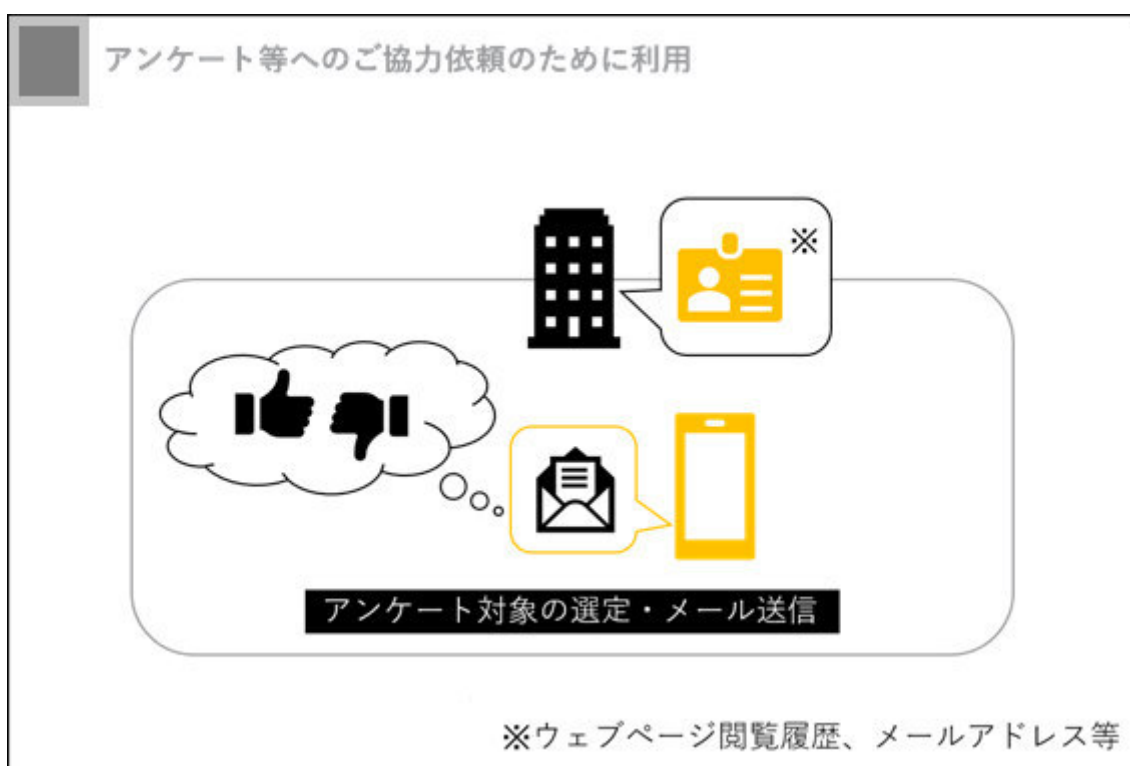 アンケート等へのご協力依頼のために利用
※
アンケート対象の選定・メール送信
※ウェブページ閲覧履歴、メールアドレス等